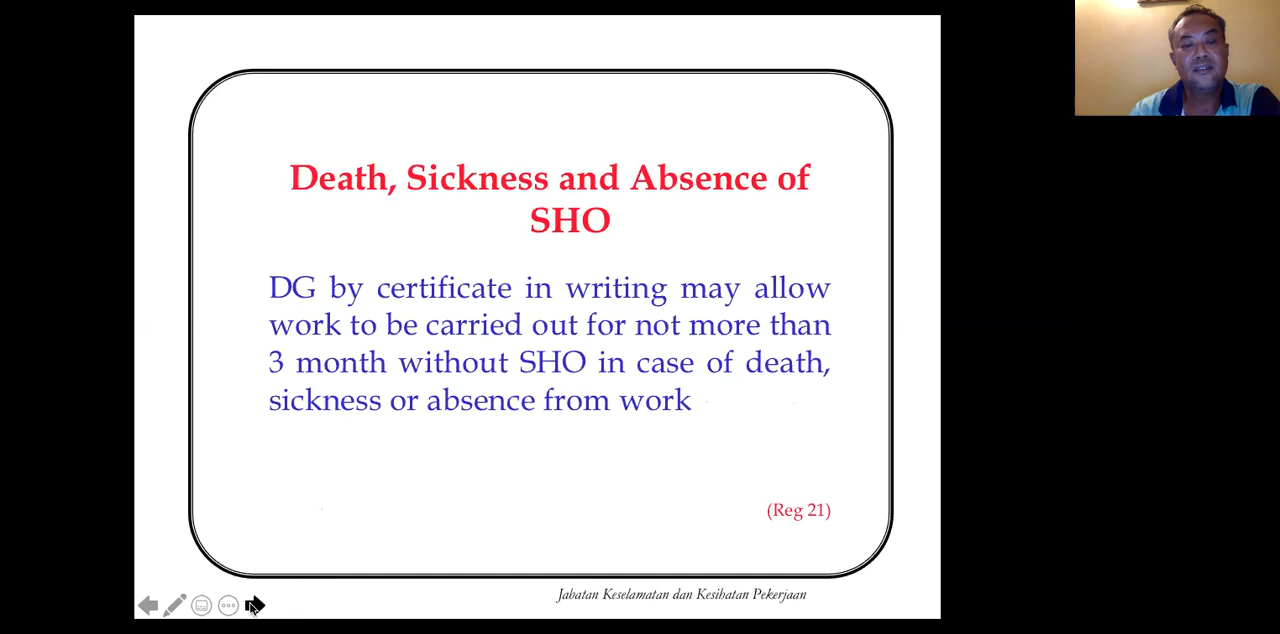 Death, Sickness and Absence of
SHO
DG by certificate in writing may allow
work to be carried out for not more than
3 month without SHO in case of death,
sickness or absence from work
(Reg 21)
Jabatan Keselamatan dan Kesihatan Pekerjaan